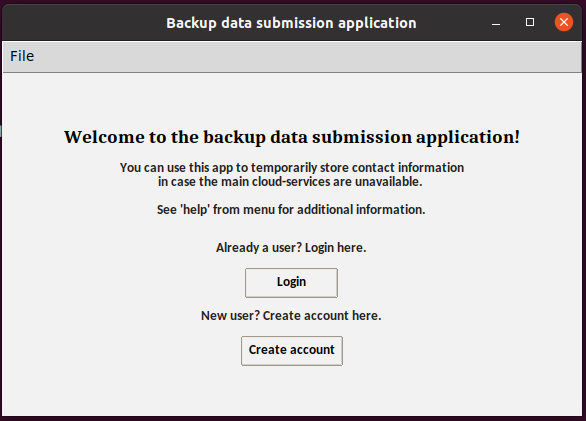 Backup data submission application
File
Welcome to the backup data submission application!
You can use this app to temporarily store contact information
in case the main cloud-services are unavailable.
See 'help' from menu for additional information.
Already a user? Login here.
Login
New user? Create account here.
Create account